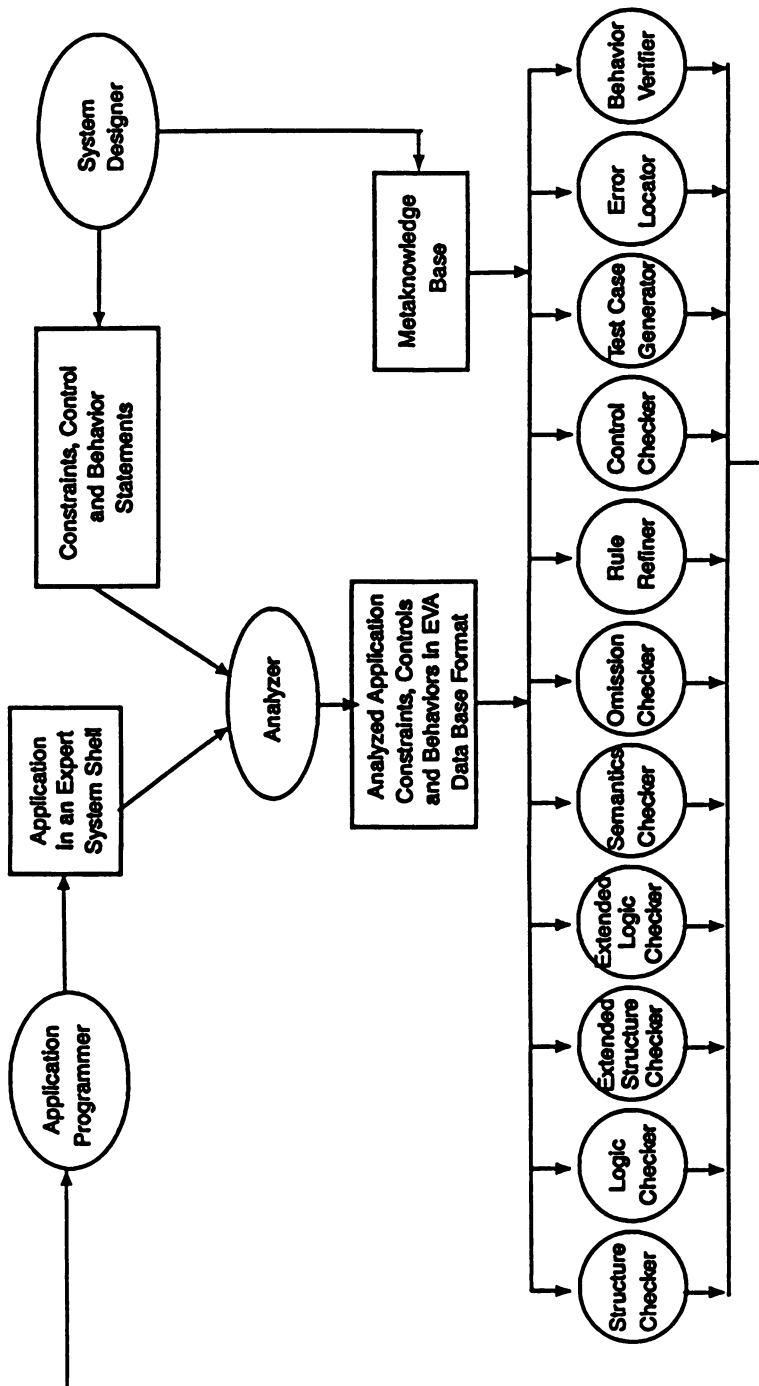 Application
Programmer
Application
in an Expert
System Shell
Constraints, Control
and Behavior
Statements
System
Designer
Analyzer
Analyzed Application
Constraints, Controls
and Behaviors in EVA
Data Base Format
Metaknowledge
Base
Structure
Checker
Logic
Checker
Extended
Structure
Checker
Extended
Logic
Checker
Semantics
Checker
Omission
Checker
Rule
Refiner
Control
Checker
Test Case
Generator
Error
Locator
Behavior
Verifier